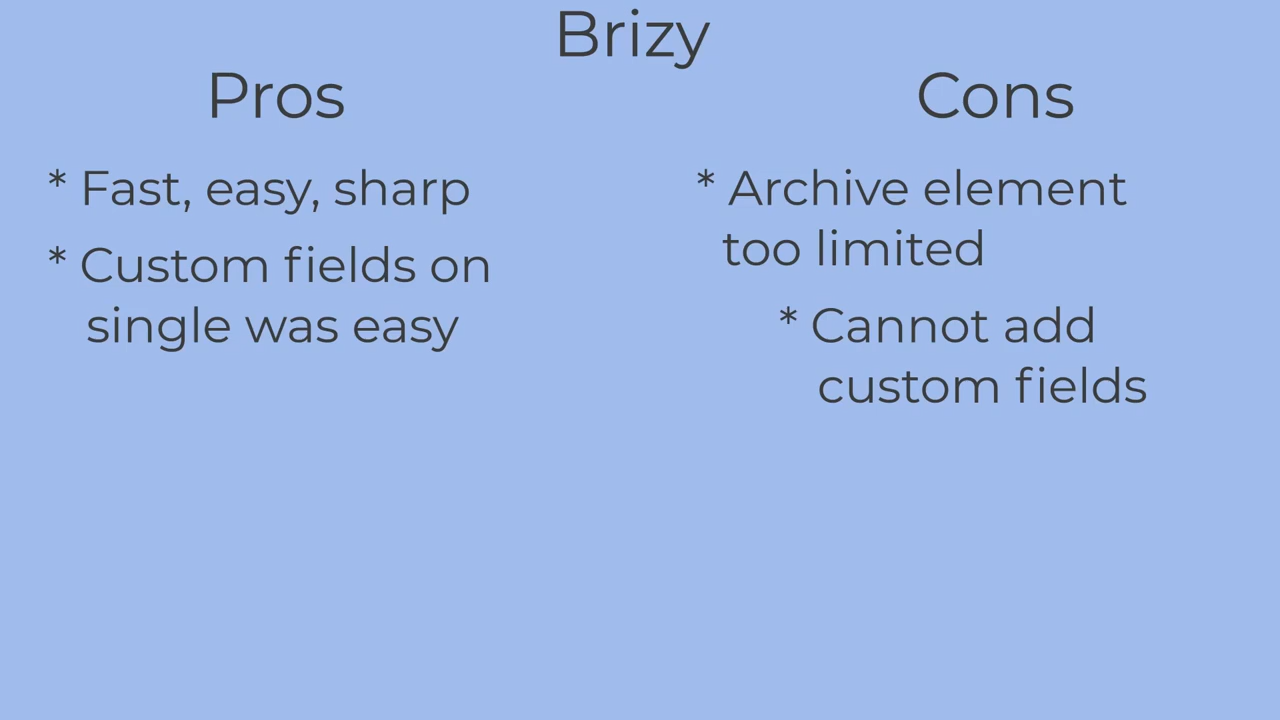 Brizy
Pros
* Fast, easy, sharp
* Custom fields on
single was easy
Cons
* Archive element
too limited
* Cannot add
custom fields